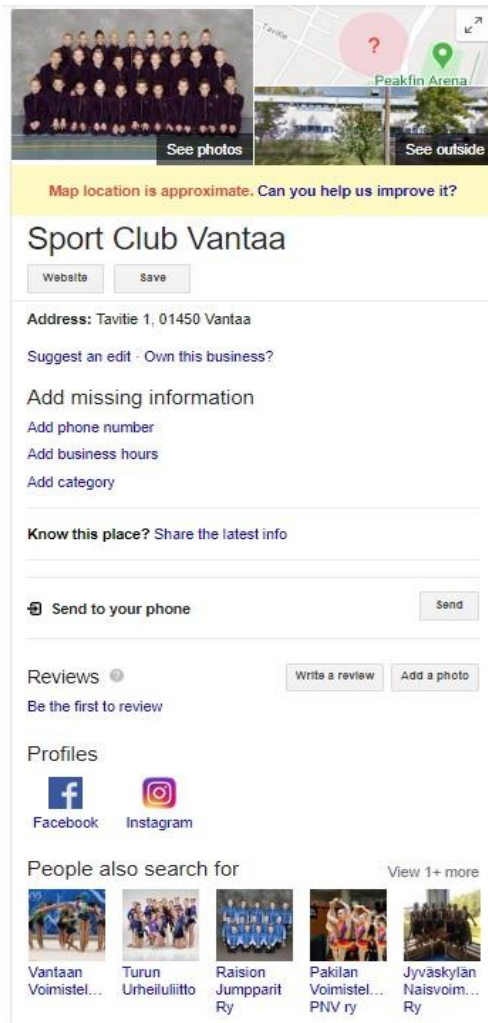 Tavitie
?
Peakfin Arena
See photos
See outside
Map location is approximate. Can you help us improve it?
Sport Club Vantaa
Website Save
Address: Tavitie 1, 01450 Vantaa
Suggest an edit · Own this business?
Add missing information
Add phone number
Add business hours
Add category
Know this place? Share the latest info
Send to your phone Send
Reviews ? Write a review Add a photo
Be the first to review
Profiles
Facebook Instagram
People also search for View 1+ more
Vantaan Voimistel...
Turun Urheiluliitto
Raision Jumpparit Ry
Pakilan Voimistel... PNV ry
Jyväskylän Naisvoim... Ry